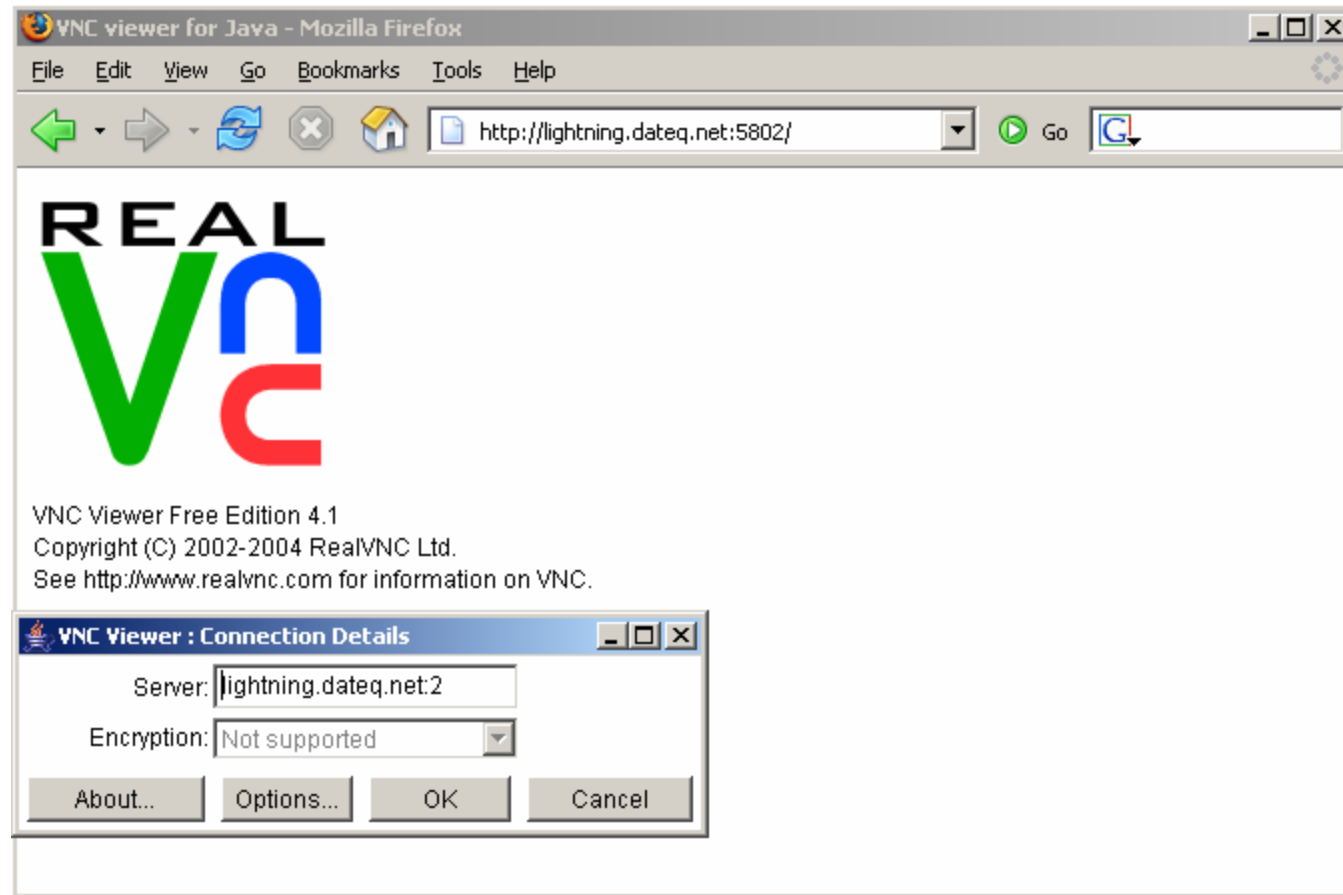 VNC viewer for Java - Mozilla Firefox
File Edit View Go Bookmarks Tools Help
http://lightning.dateq.net:5802/ Go G
REAL
Vnc
VNC Viewer Free Edition 4.1
Copyright (C) 2002-2004 RealVNC Ltd.
See http://www.realvnc.com for information on VNC.
VNC Viewer : Connection Details
Server: lightning.dateq.net:2
Encryption: Not supported
About... Options... OK Cancel